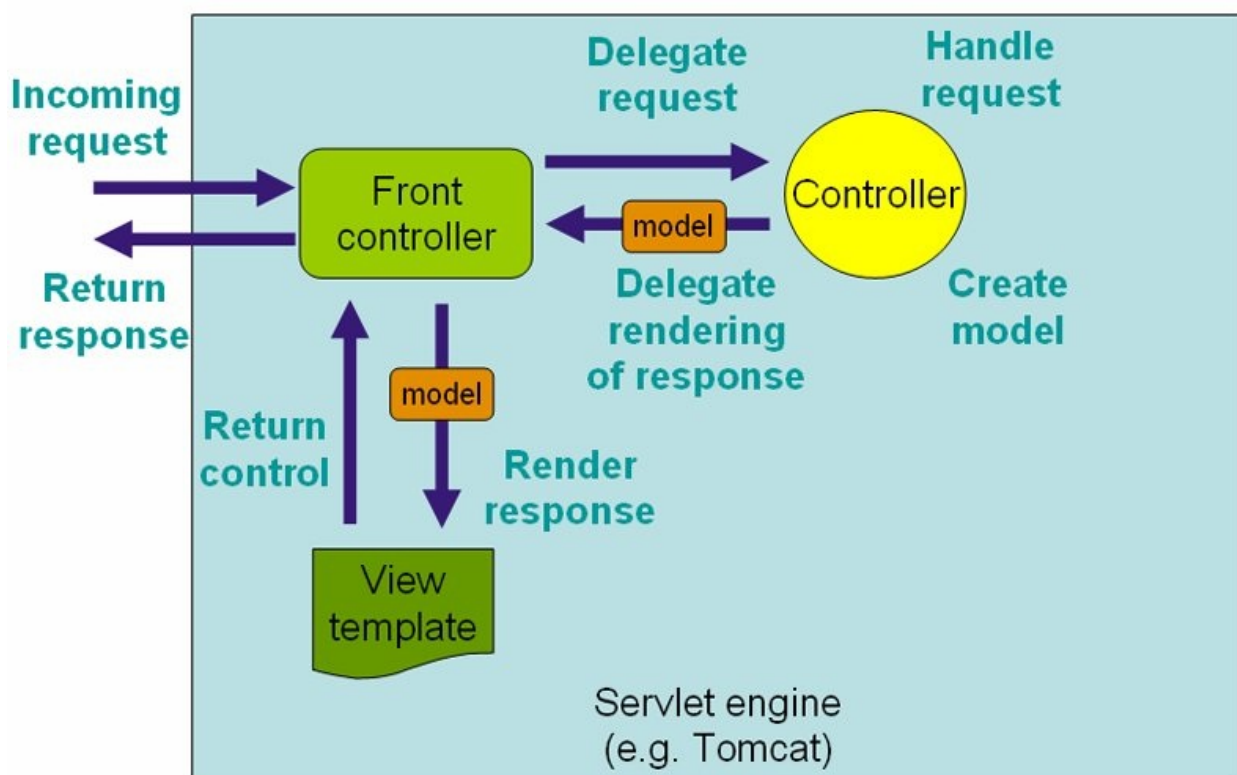 Incoming
request
Return
response
Front
controller
Delegate
request
Handle
request
Controller
model
Delegate
rendering
of response
Create
model
model
Return
control
Render
response
View
template
Servlet engine
(e.g. Tomcat)